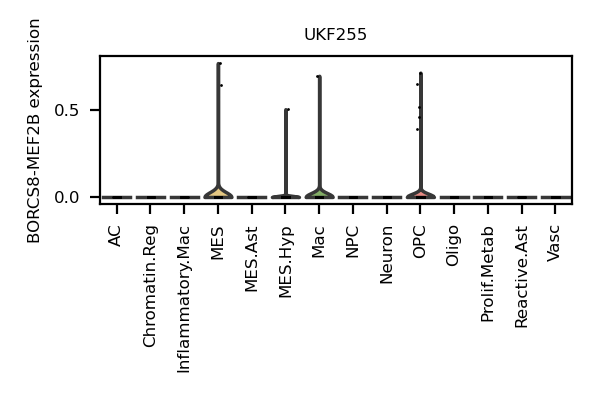 UKF255
BORCS8-MEF2B expression
0.5
0.0
AC
Chromatin.Reg
Inflammatory.Mac
MES
MES.Ast
MES.Hyp
Mac
NPC
Neuron
OPC
Oligo
Prolif.Metab
Reactive.Ast
Vasc